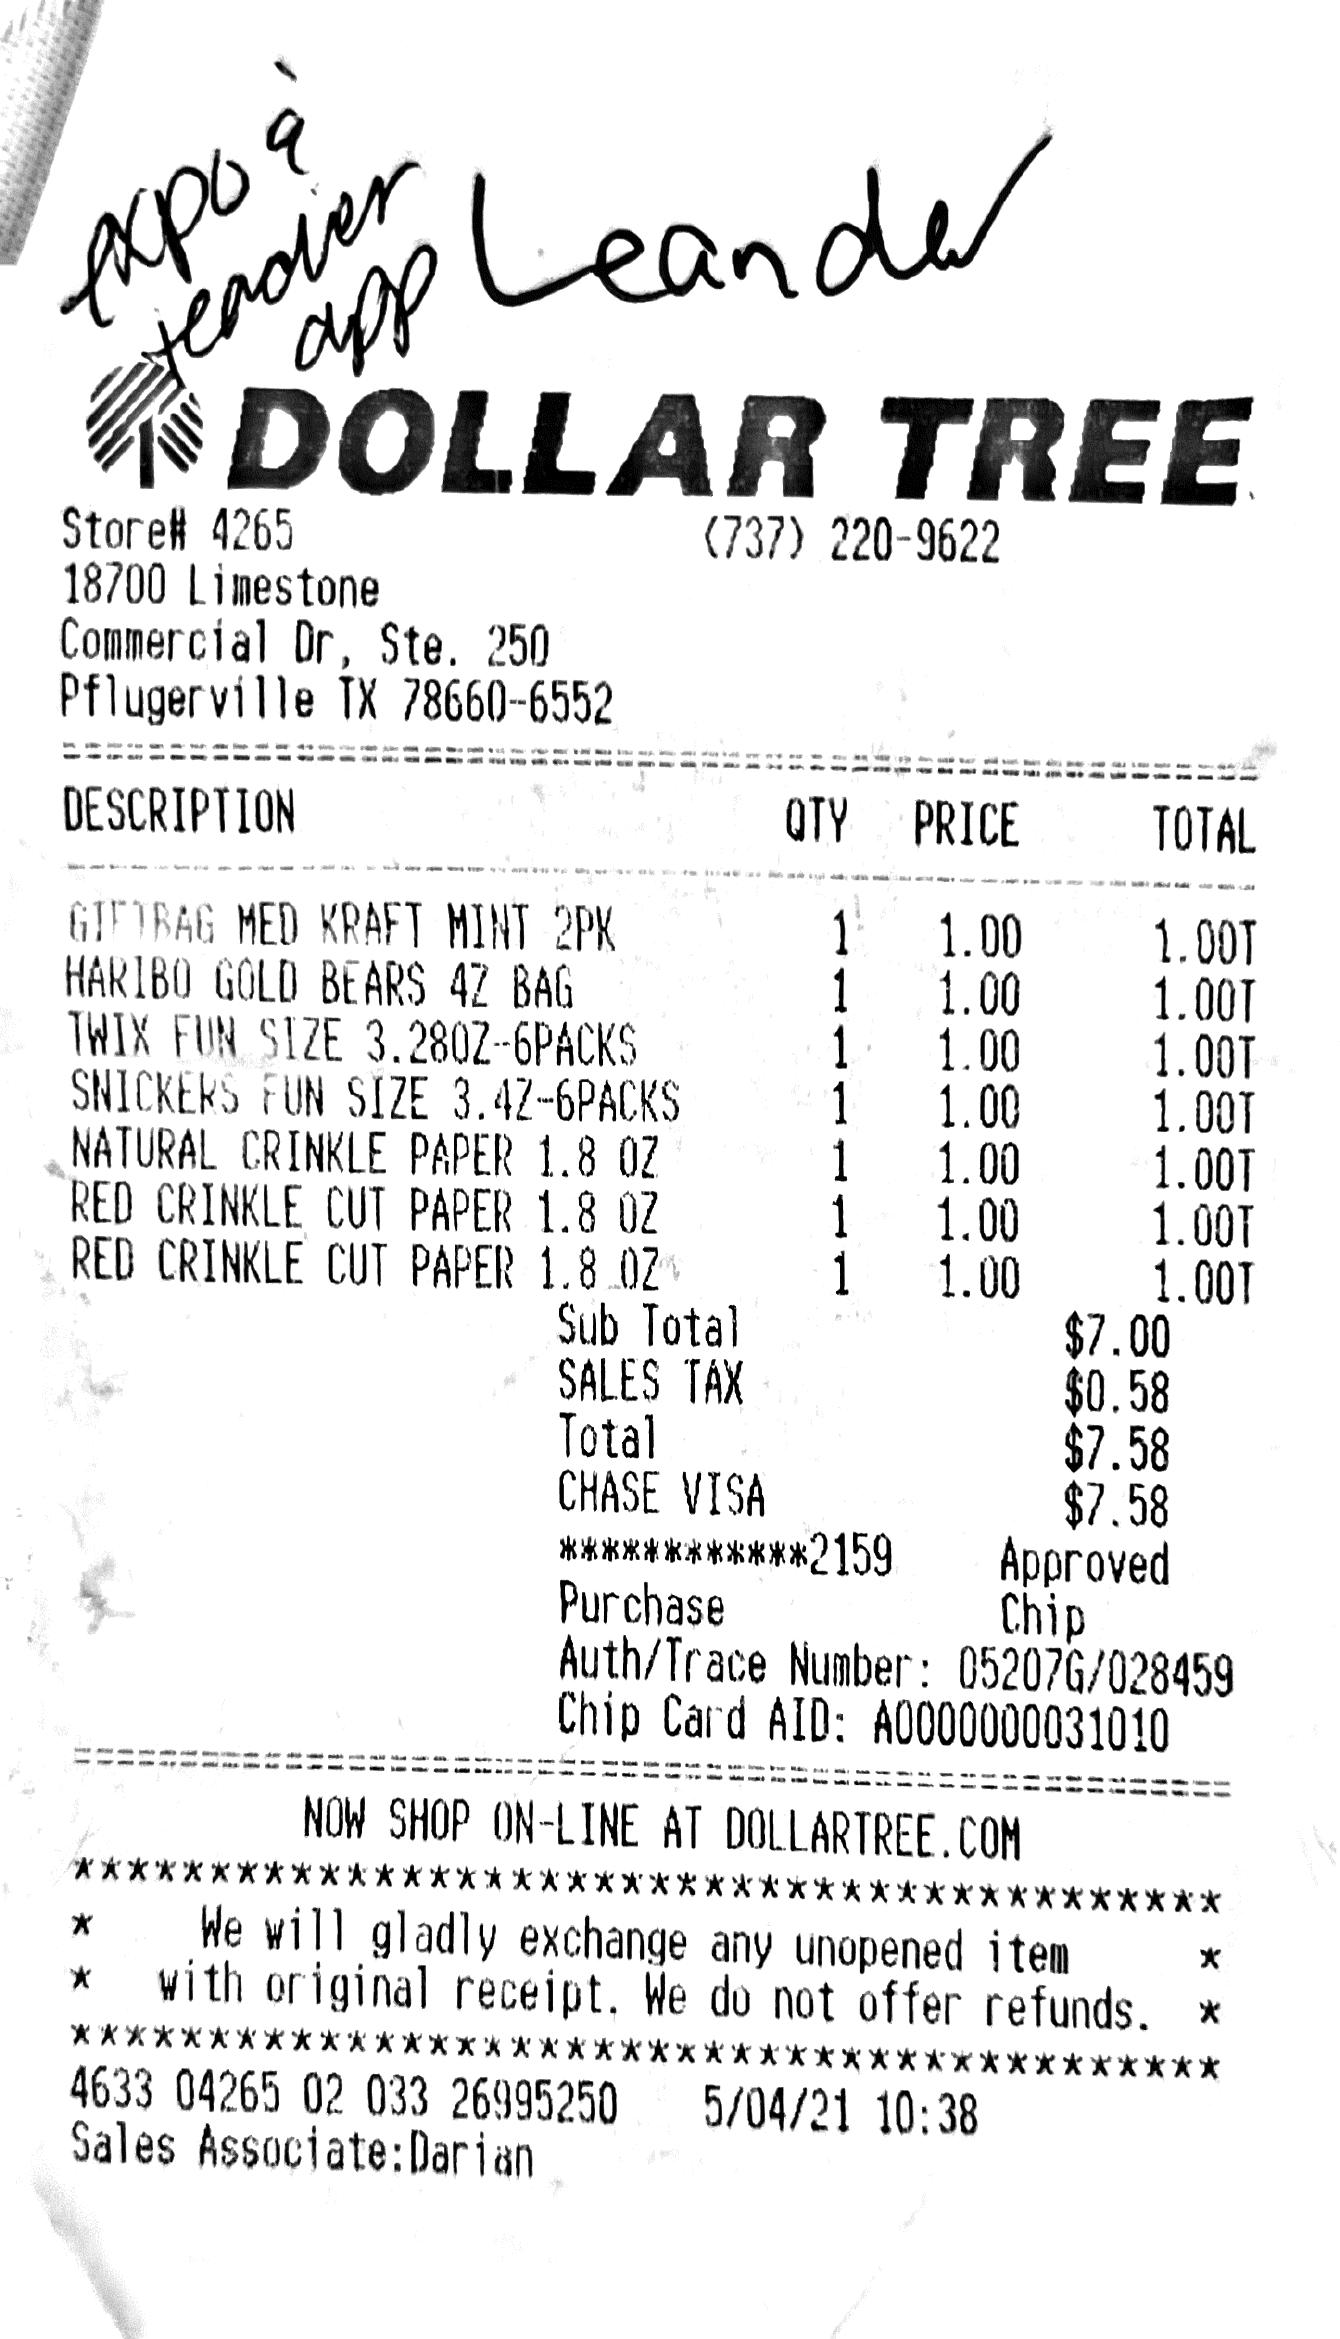 expo à
teacher
app
Leander
DOLLAR TREE
Store# 4265 (737) 220-9622
18700 Limestone
Commercial Dr, Ste. 250
Pflugerville TX 78660-6552
DESCRIPTION QTY PRICE TOTAL
GIFTBAG MED KRAFT MINT 2PK 1 1.00 1.00T
HARIBO GOLD BEARS 4Z BAG 1 1.00 1.00T
TWIX FUN SIZE 3.28OZ-6PACKS 1 1.00 1.00T
SNICKERS FUN SIZE 3.4Z-6PACKS 1 1.00 1.00T
NATURAL CRINKLE PAPER 1.8 OZ 1 1.00 1.00T
RED CRINKLE CUT PAPER 1.8 OZ 1 1.00 1.00T
RED CRINKLE CUT PAPER 1.8 OZ 1 1.00 1.00T
Sub Total $7.00
SALES TAX $0.58
Total $7.58
CHASE VISA $7.58
************2159 Approved
Purchase Chip
Auth/Trace Number: 05207G/028459
Chip Card AID: A0000000031010
NOW SHOP ON-LINE AT DOLLARTREE.COM
******************************************
* We will gladly exchange any unopened item *
* with original receipt. We do not offer refunds. *
******************************************
4633 04265 02 033 26995250 5/04/21 10:38
Sales Associate:Darian